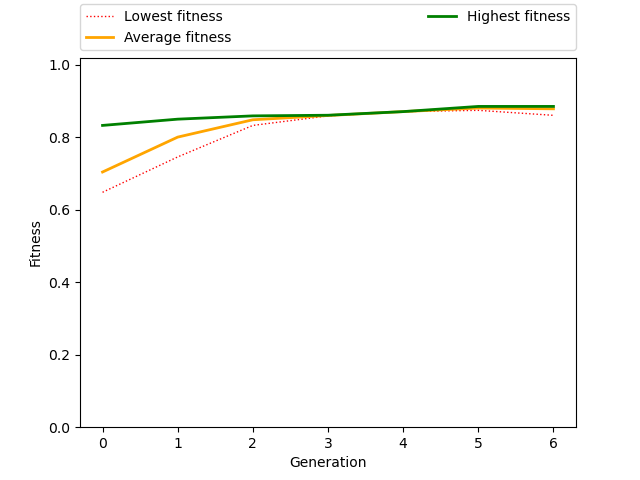 Lowest fitness
Average fitness
Highest fitness
1.0
0.8
0.6
0.4
0.2
0.0
Fitness
0 1 2 3 4 5 6
Generation